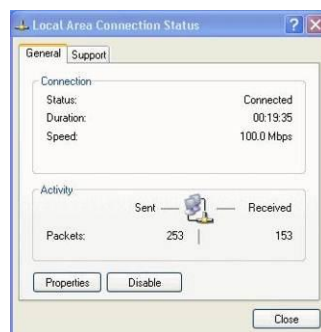 Local Area Connection Status
General Support
Connection
Status: Connected
Duration: 00:19:35
Speed: 100.0 Mbps
Activity
Sent Received
Packets: 253 153
Properties Disable
Close